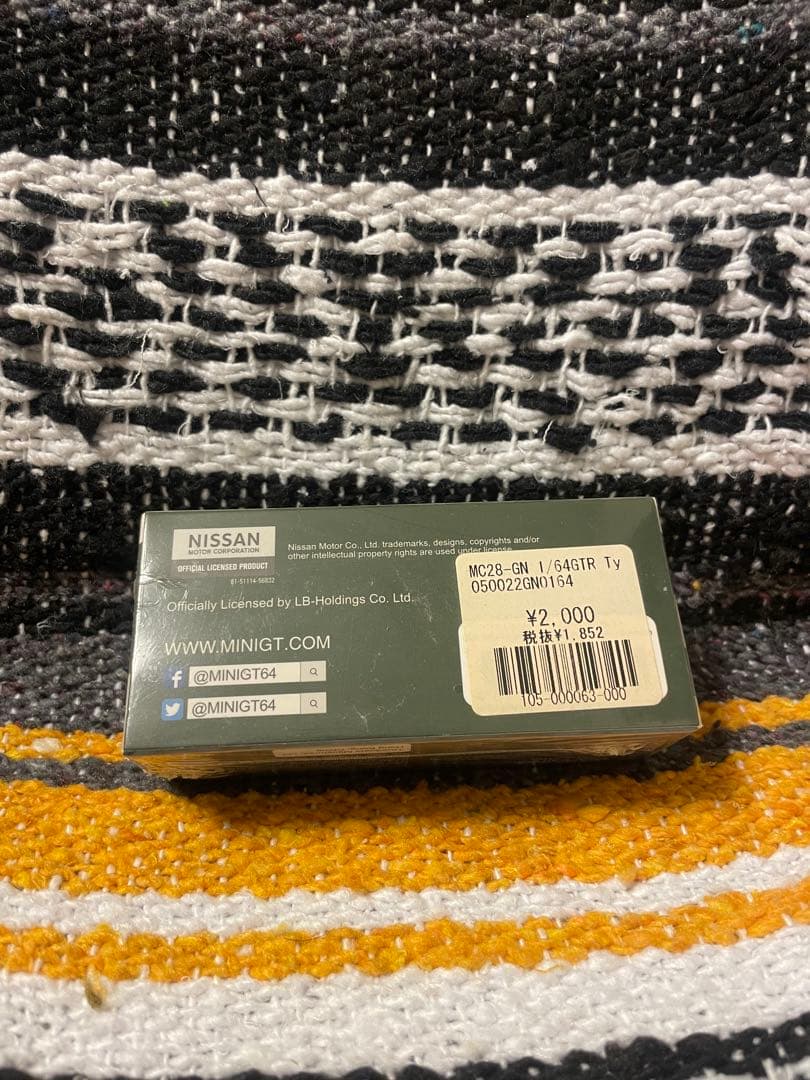 NISSAN
MOTOR CORPORATION
OFFICIAL LICENSED PRODUCT
Nissan Motor Co., Ltd. trademarks, designs, copyrights and/or
other intellectual property rights are used under license
Officially Licensed by LB-Holdings Co. Ltd.
WWW.MINIGT.COM
f @MINIGT64
@MINIGT64
MC28-GN 1/64GTR Ty
050022GN0164
¥2,000
税抜¥1,852
T05-000063-000